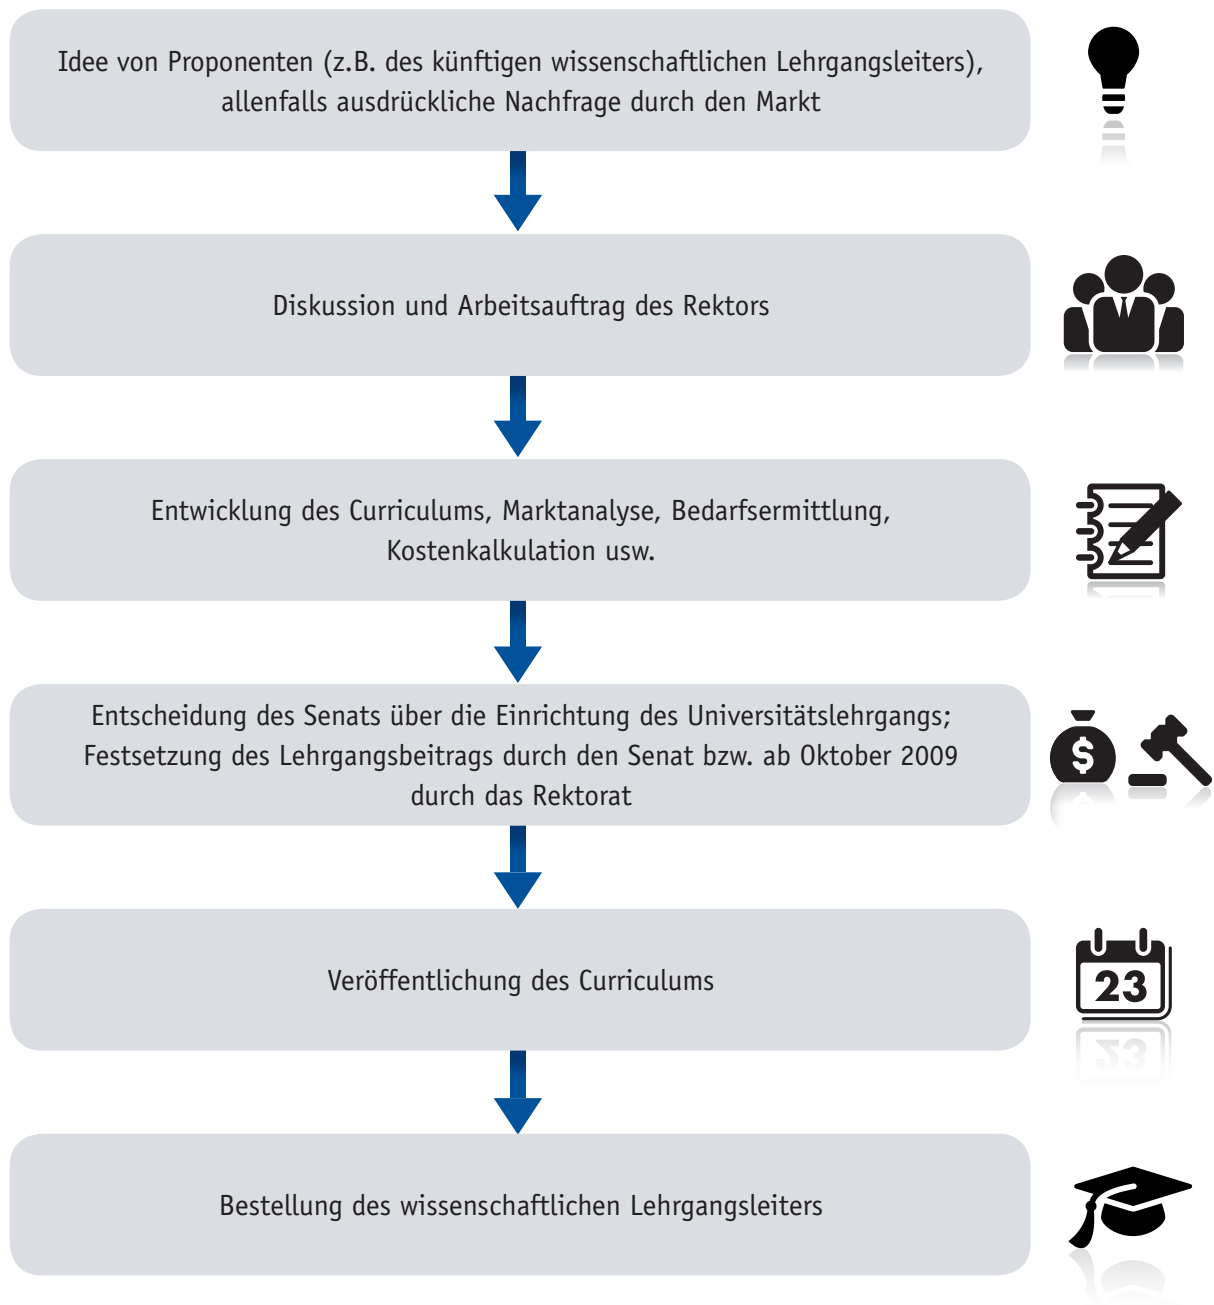 Idee von Proponenten (z.B. des künftigen wissenschaftlichen Lehrgangsleiters),
allenfalls ausdrückliche Nachfrage durch den Markt
Diskussion und Arbeitsauftrag des Rektors
Entwicklung des Curriculums, Marktanalyse, Bedarfsermittlung,
Kostenkalkulation usw.
Entscheidung des Senats über die Einrichtung des Universitätslehrgangs;
Festsetzung des Lehrgangsbeitrags durch den Senat bzw. ab Oktober 2009
durch das Rektorat
$
Veröffentlichung des Curriculums
23
Bestellung des wissenschaftlichen Lehrgangsleiters